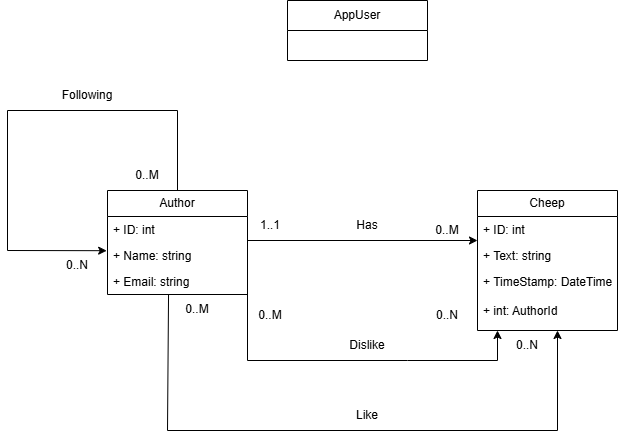 AppUser
Following
0..M
Author
+ ID: int
+ Name: string
+ Email: string
0..N
1..1
Has
0..M
Cheep
+ ID: int
+ Text: string
+ TimeStamp: DateTime
+ int: AuthorId
0..M
0..M
0..N
Dislike
0..N
Like